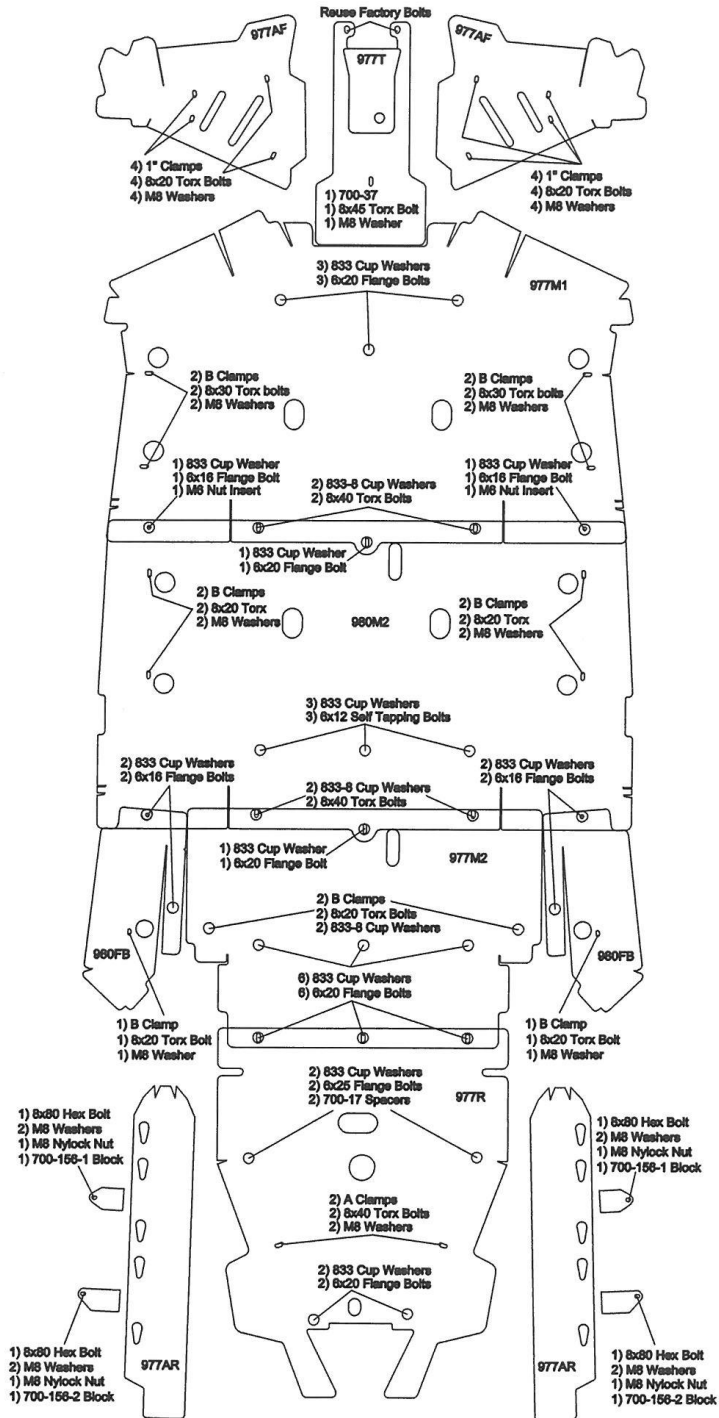 Reuse Factory Bolts
977AF
977T
977AF
4) 1" Clamps
4) 8x20 Torx Bolts
4) M8 Washers
1) 700-37
1) 8x45 Torx Bolt
1) M8 Washer
4) 1" Clamps
4) 8x20 Torx Bolts
4) M8 Washers
3) 833 Cup Washers
3) 6x20 Flange Bolts
977M1
2) B Clamps
2) 8x30 Torx bolts
2) M8 Washers
2) B Clamps
2) 8x30 Torx bolts
2) M8 Washers
1) 833 Cup Washer
1) 6x16 Flange Bolt
1) M6 Nut Insert
2) 833-8 Cup Washers
2) 8x40 Torx Bolts
1) 833 Cup Washer
1) 6x16 Flange Bolt
1) M6 Nut Insert
1) 833 Cup Washer
1) 6x20 Flange Bolt
2) B Clamps
2) 8x20 Torx
2) M8 Washers
980M2
2) B Clamps
2) 8x20 Torx
2) M8 Washers
3) 833 Cup Washers
3) 6x12 Self Tapping Bolts
2) 833 Cup Washers
2) 6x16 Flange Bolts
2) 833-8 Cup Washers
2) 8x40 Torx Bolts
2) 833 Cup Washers
2) 6x16 Flange Bolts
1) 833 Cup Washer
1) 6x20 Flange Bolt
977M2
2) B Clamps
2) 8x20 Torx Bolts
2) 833-8 Cup Washers
980FB
980FB
6) 833 Cup Washers
6) 6x20 Flange Bolts
1) B Clamp
1) 8x20 Torx Bolt
1) M8 Washer
1) B Clamp
1) 8x20 Torx Bolt
1) M8 Washer
2) 833 Cup Washers
2) 6x25 Flange Bolts
2) 700-17 Spacers
977R
1) 8x80 Hex Bolt
2) M8 Washers
1) M8 Nylock Nut
1) 700-156-1 Block
1) 8x80 Hex Bolt
2) M8 Washers
1) M8 Nylock Nut
1) 700-156-1 Block
2) A Clamps
2) 8x40 Torx Bolts
2) M8 Washers
2) 833 Cup Washers
2) 6x20 Flange Bolts
1) 8x80 Hex Bolt
2) M8 Washers
1) M8 Nylock Nut
1) 700-156-2 Block
977AR
977AR
1) 8x80 Hex Bolt
2) M8 Washers
1) M8 Nylock Nut
1) 700-156-2 Block